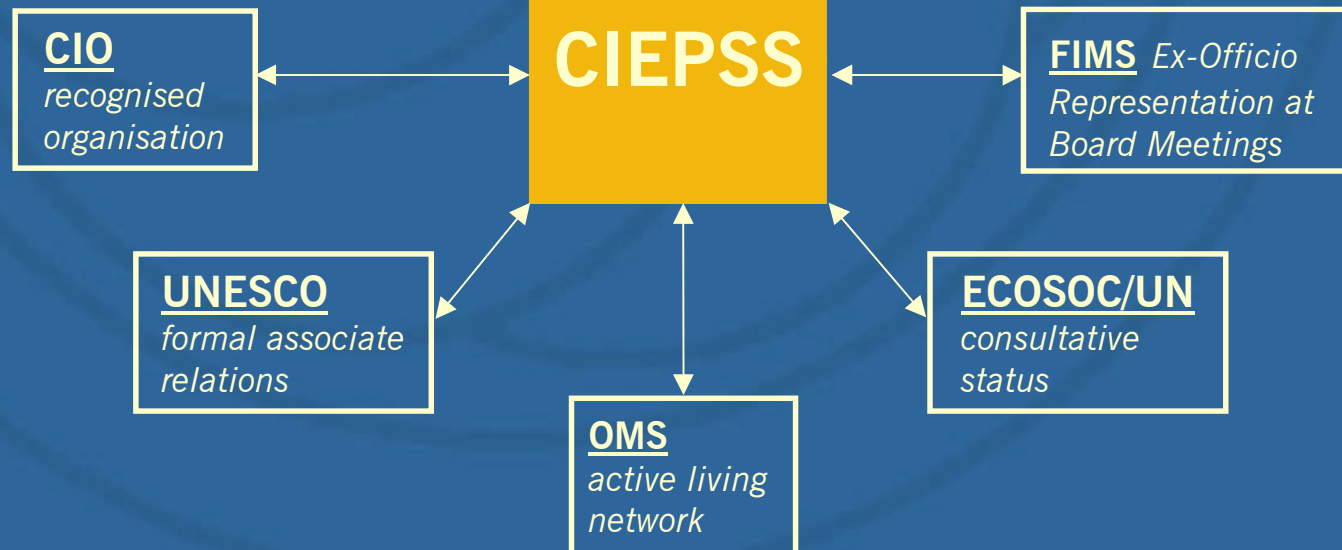 CIEPSS
CIO
recognised
organisation
FIMS Ex-Officio
Representation at
Board Meetings
UNESCO
formal associate
relations
ECOSOC/UN
consultative
status
OMS
active living
network